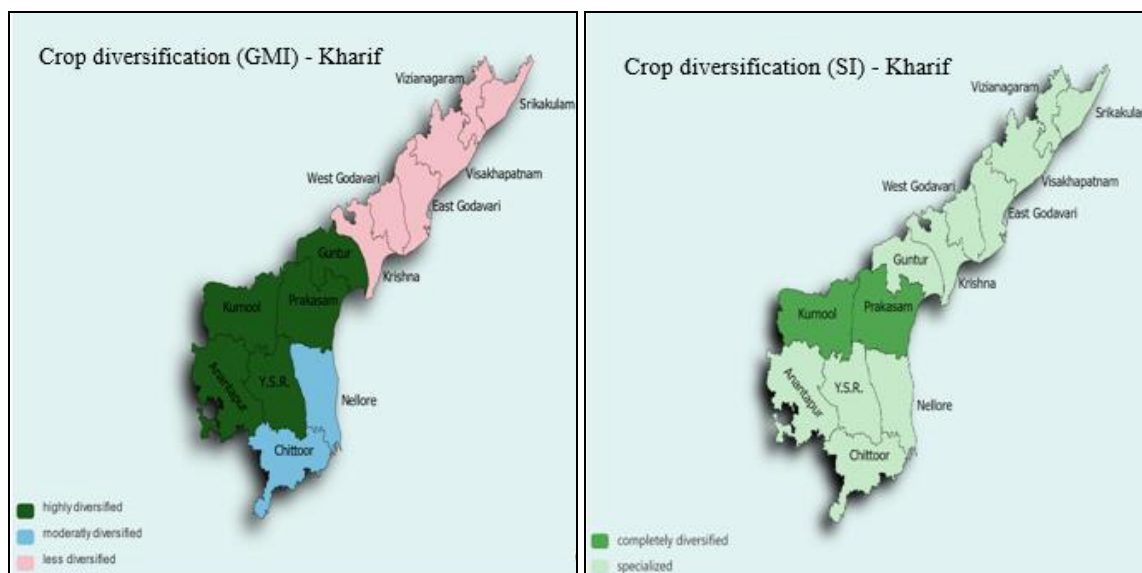 Crop diversification (GMI) - Kharif
Vizianagaram
Srikakulam
Visakhapatnam
West Godavari
East Godavari
Guntur
Krishna
Kurnool
Prakasam
Anantapur
Y.S.R.
Nellore
Chittoor
highly diversified
moderatly diversified
less diversified
Crop diversification (SI) - Kharif
Vizianagaram
Srikakulam
Visakhapatnam
West Godavari
East Godavari
Guntur
Krishna
Kurnool
Prakasam
Anantapur
Y.S.R.
Nellore
Chittoor
completely diversified
specialized